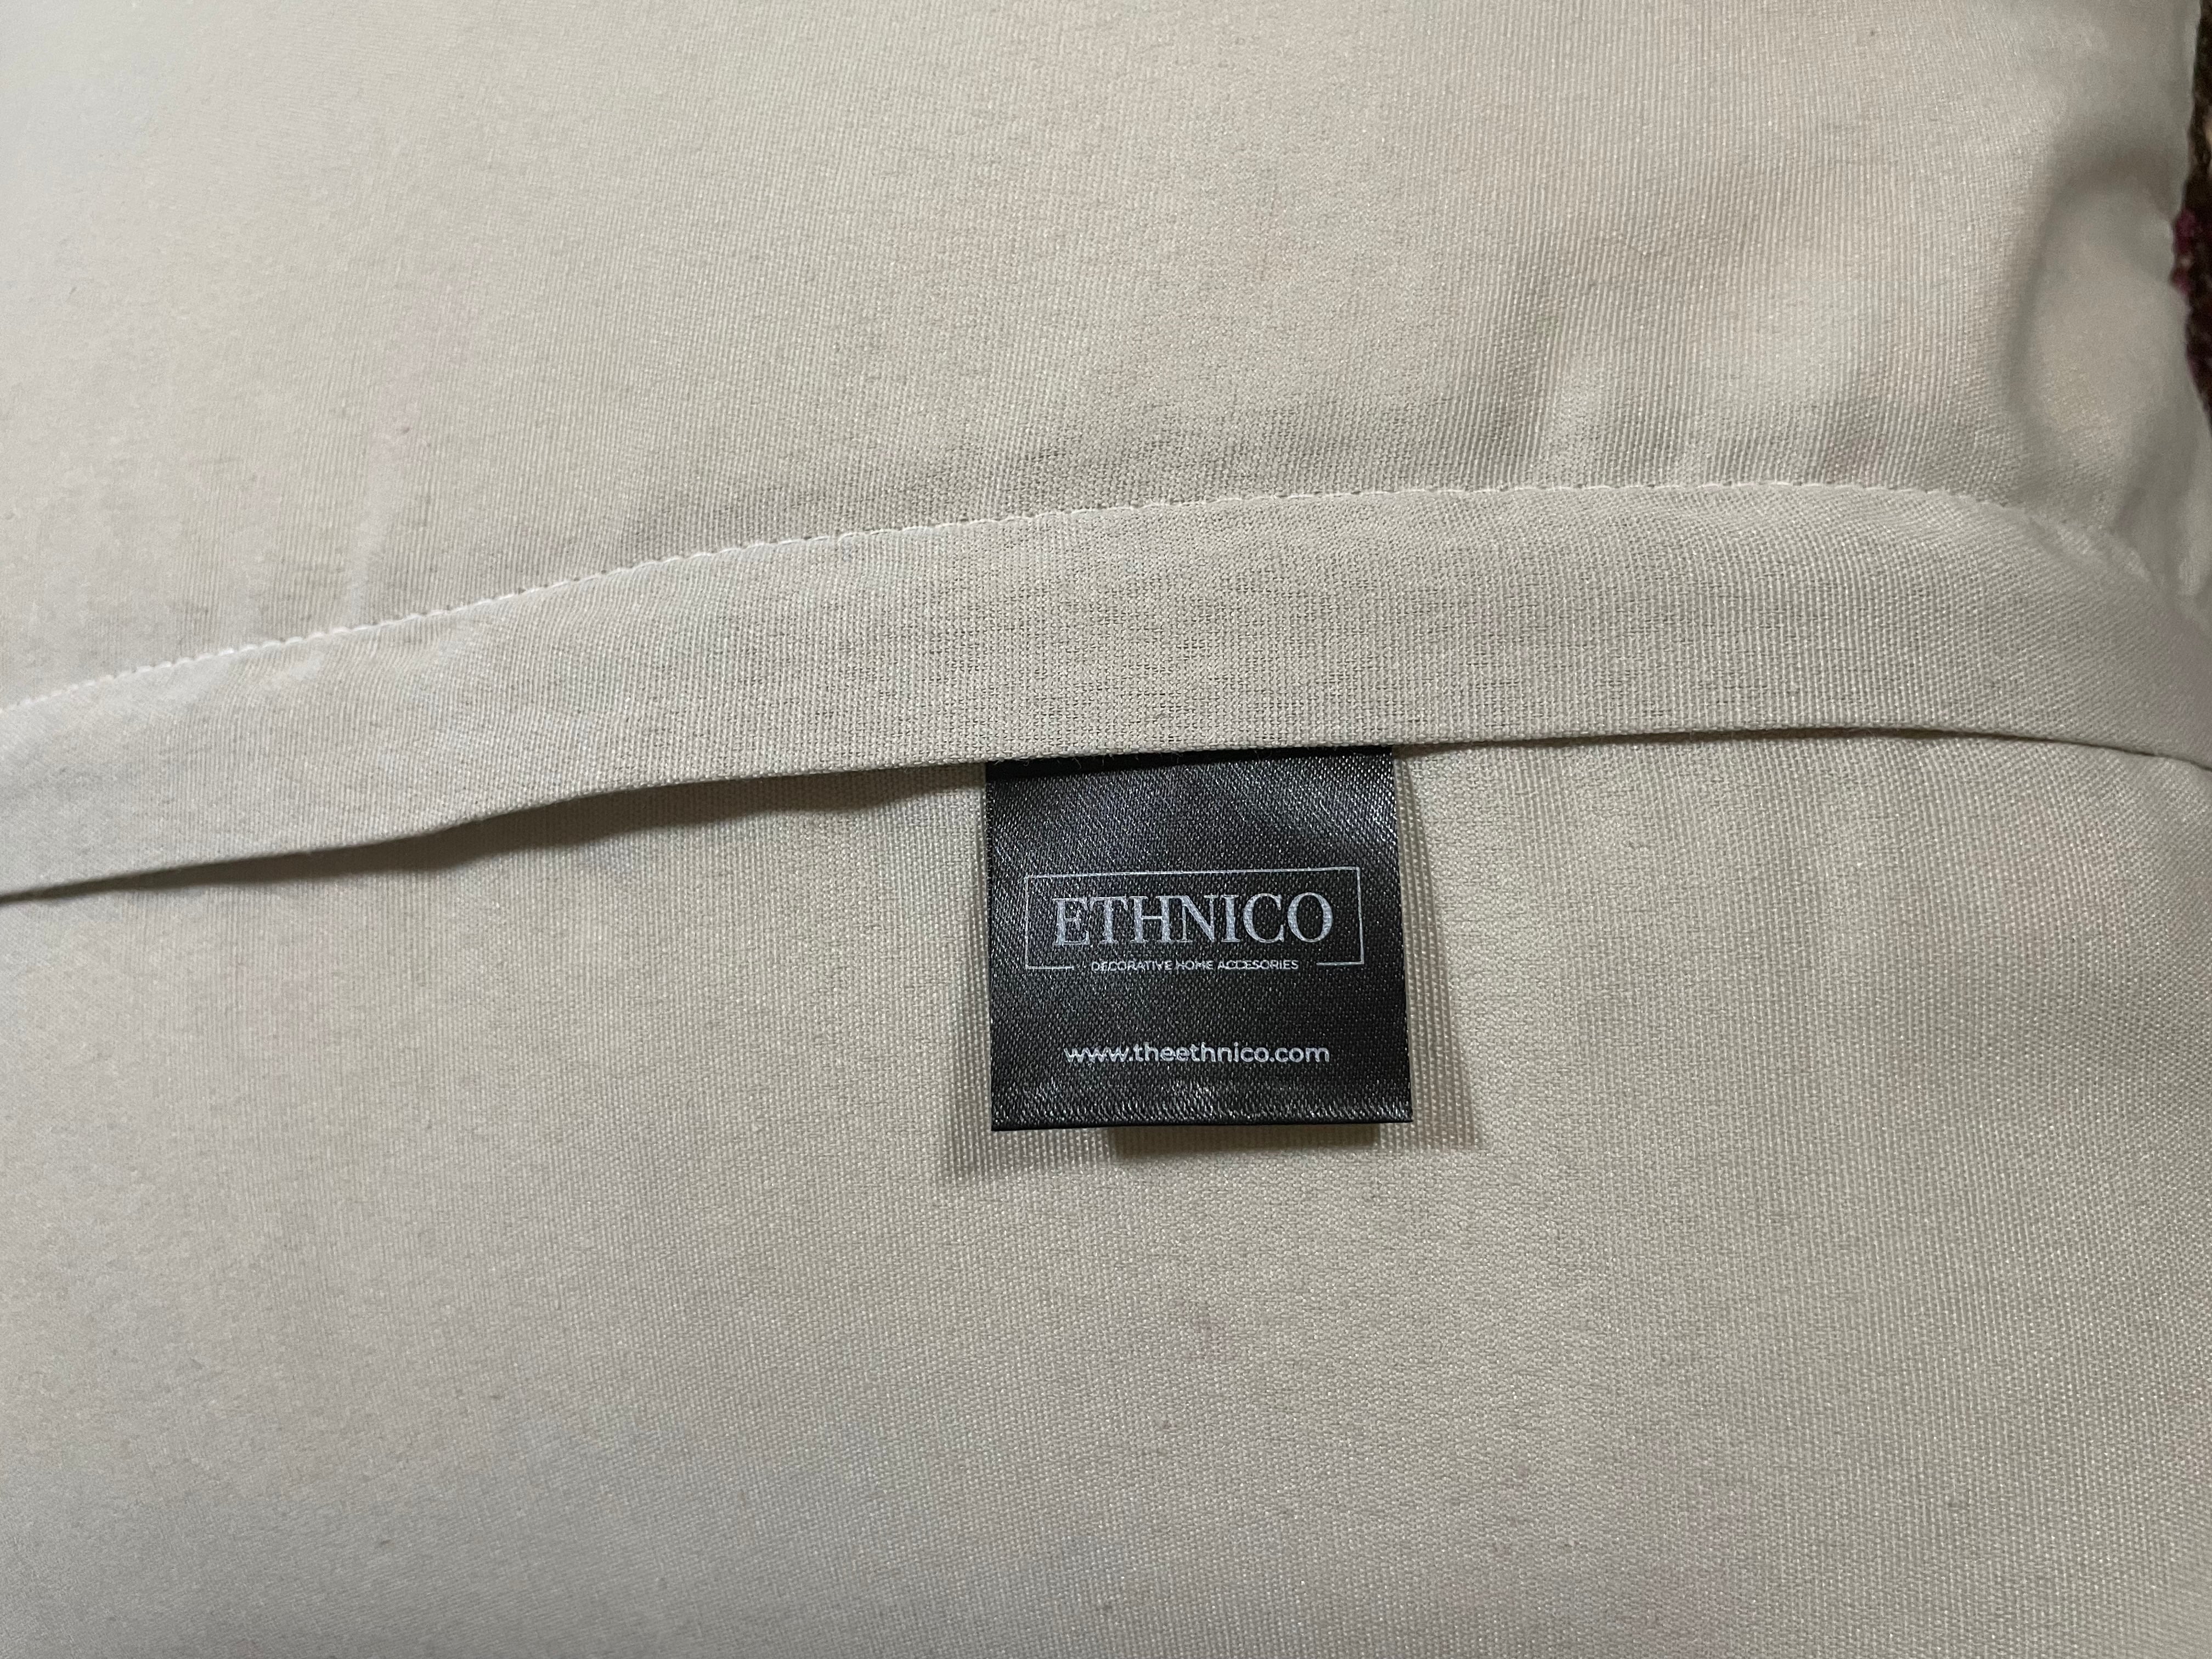 ETHNICO
DECORATIVE HOME ACCESORIES
www.theethnico.com